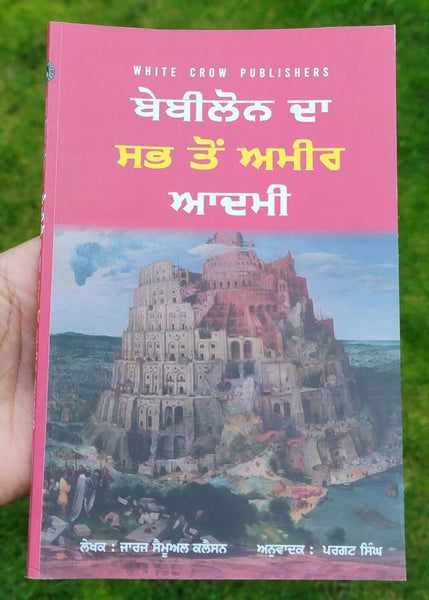 WHITE CROW PUBLISHERS
ਬੇਬੀਲੋਨ ਦਾ
ਸਭ ਤੋਂ ਅਮੀਰ
ਆਦਮੀ
ਲੇਖਕ : ਜਾਰਜ ਸੈਮੂਅਲ ਕਲੈਸਨ ਅਨੁਵਾਦਕ : ਪਰਗਟ ਸਿੰਘ